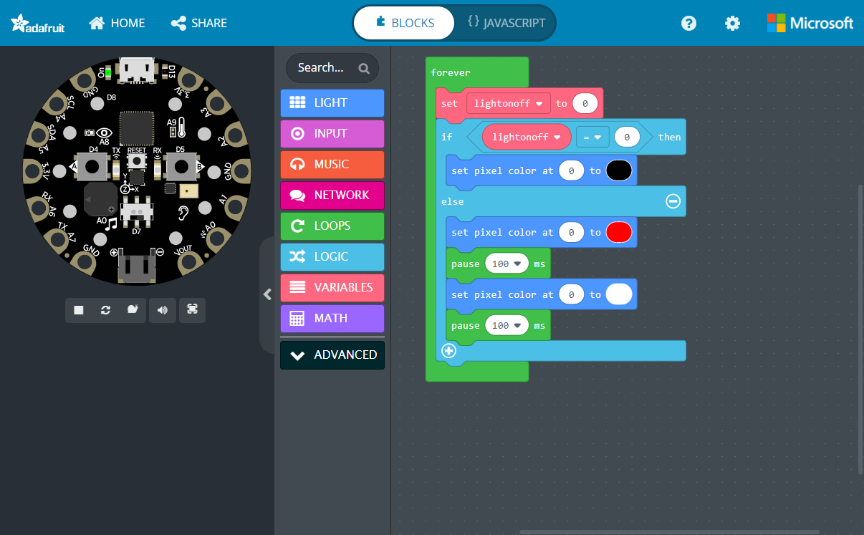 adafruit
HOME
SHARE
BLOCKS
{} JAVASCRIPT
?
Microsoft
On
D13
GND
D8
3.3V
SCL
A4
A3
SDA
A5
A8
A9
A2
D4
TX
RESET
RX
D5
3.3V
GND
RX
A6
A0
D7
A1
TX
A7
A0
GND
VOUT
Search...
LIGHT
INPUT
MUSIC
NETWORK
LOOPS
LOGIC
VARIABLES
MATH
ADVANCED
forever
set lightonoff to 0
if lightonoff = 0 then
set pixel color at 0 to
else
set pixel color at 0 to
pause 100 ms
set pixel color at 0 to
pause 100 ms